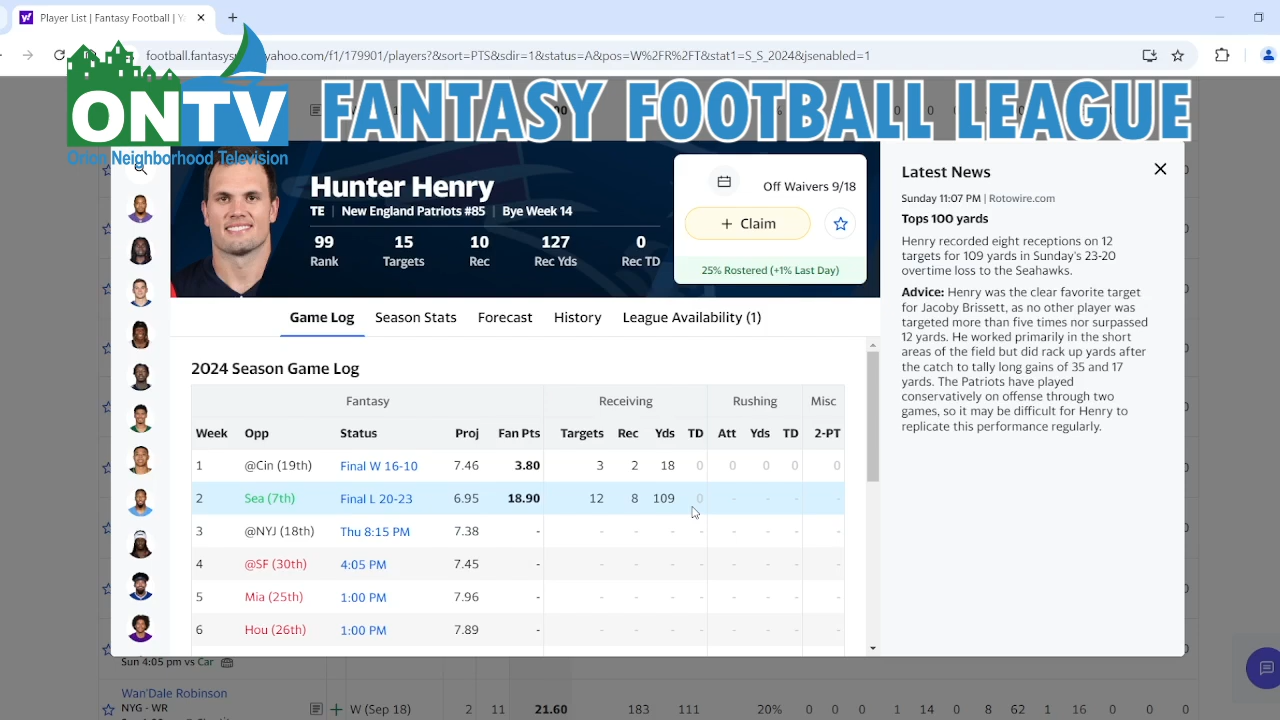 Player List | Fantasy Football | Y
football.fantasys yahoo.com/f1/179901/players?&sort=PTS&sdir=1&status=A&pos=W%2FR%2FT&stat1=S_S_ &jsenabled=1
ONTV
Orion Neighborhood Television
FANTASY FOOTBALL LEAGUE
Hunter Henry
TE | New England Patriots #85 | Bye Week 14
99 15 10 127 0
Rank Targets Rec Rec Yds Rec TD
Off Waivers 9/18
+ Claim
25% Rostered (+1% Last Day)
Game Log Season Stats Forecast History League Availability (1)
2024 Season Game Log
Fantasy Receiving Rushing Misc
Week Opp Status Proj Fan Pts Targets Rec Yds TD Att Yds TD 2-PT
1 @Cin (19th) Final W 16-10 7.46 3.80 3 2 18 0 0 0 0 0
2 Sea (7th) Final L 20-23 6.95 18.90 12 8 109 0 - - - -
3 @NYJ (18th) Thu 8:15 PM 7.38 - - - - - - - - -
4 @SF (30th) 4:05 PM 7.45 - - - - - - - - -
5 Mia (25th) 1:00 PM 7.96 - - - - - - - - -
6 Hou (26th) 1:00 PM 7.89 - - - - - - - - -
Latest News
Sunday 11:07 PM | Rotowire.com
Tops 100 yards
Henry recorded eight receptions on 12
targets for 109 yards in Sunday's 23-20
overtime loss to the Seahawks.
Advice: Henry was the clear favorite target
for Jacoby Brissett, as no other player was
targeted more than five times nor surpassed
12 yards. He worked primarily in the short
areas of the field but did rack up yards after
the catch to tally long gains of 35 and 17
yards. The Patriots have played
conservatively on offense through two
games, so it may be difficult for Henry to
replicate this performance regularly.
Sun 4:05 pm vs Car
Wan'Dale Robinson
NYG - WR W (Sep 18) 2 11 21.60 183 111 20% 0 0 0 1 14 0 8 62 1 16 0 0 0